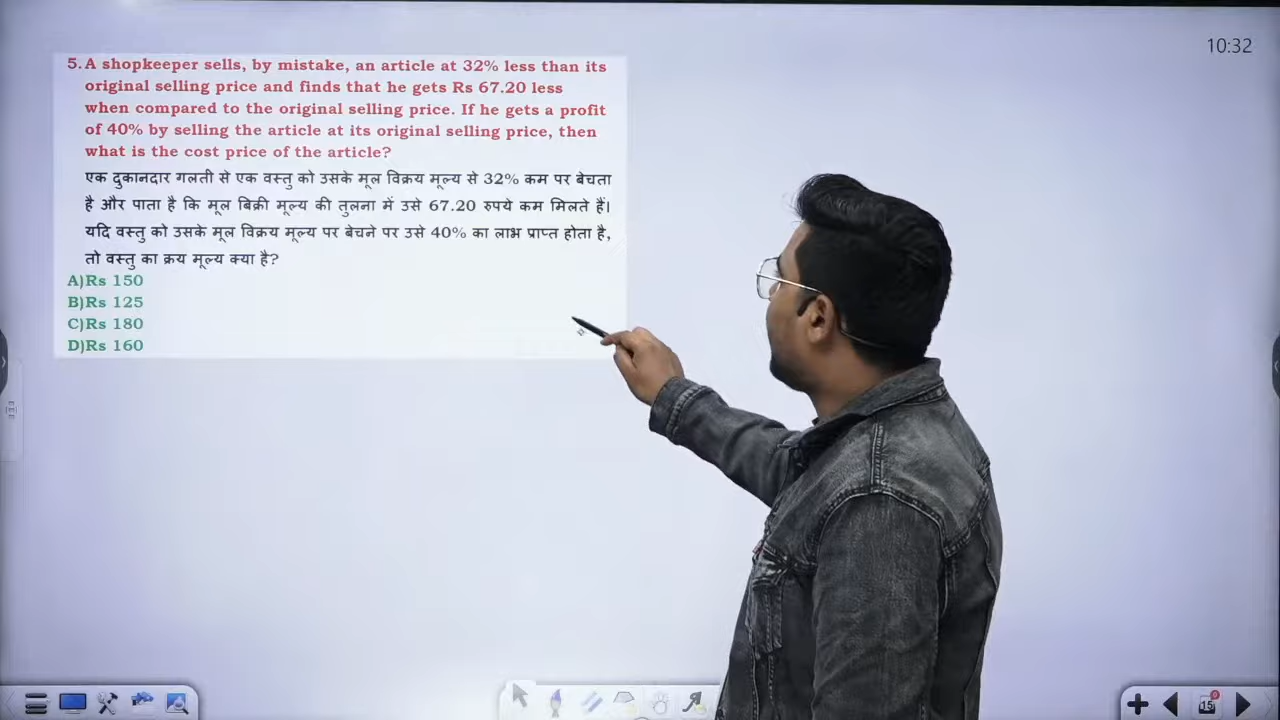 10:32
5. A shopkeeper sells, by mistake, an article at 32% less than its
original selling price and finds that he gets Rs 67.20 less
when compared to the original selling price. If he gets a profit
of 40% by selling the article at its original selling price, then
what is the cost price of the article?
एक दुकानदार गलती से एक वस्तु को उसके मूल विक्रय मूल्य से 32% कम पर बेचता
है और पाता है कि मूल बिक्री मूल्य की तुलना में उसे 67.20 रुपये कम मिलते हैं।
यदि वस्तु को उसके मूल विक्रय मूल्य पर बेचने पर उसे 40% का लाभ प्राप्त होता है,
तो वस्तु का क्रय मूल्य क्या है?
A)Rs 150
B)Rs 125
C)Rs 180
D)Rs 160
15